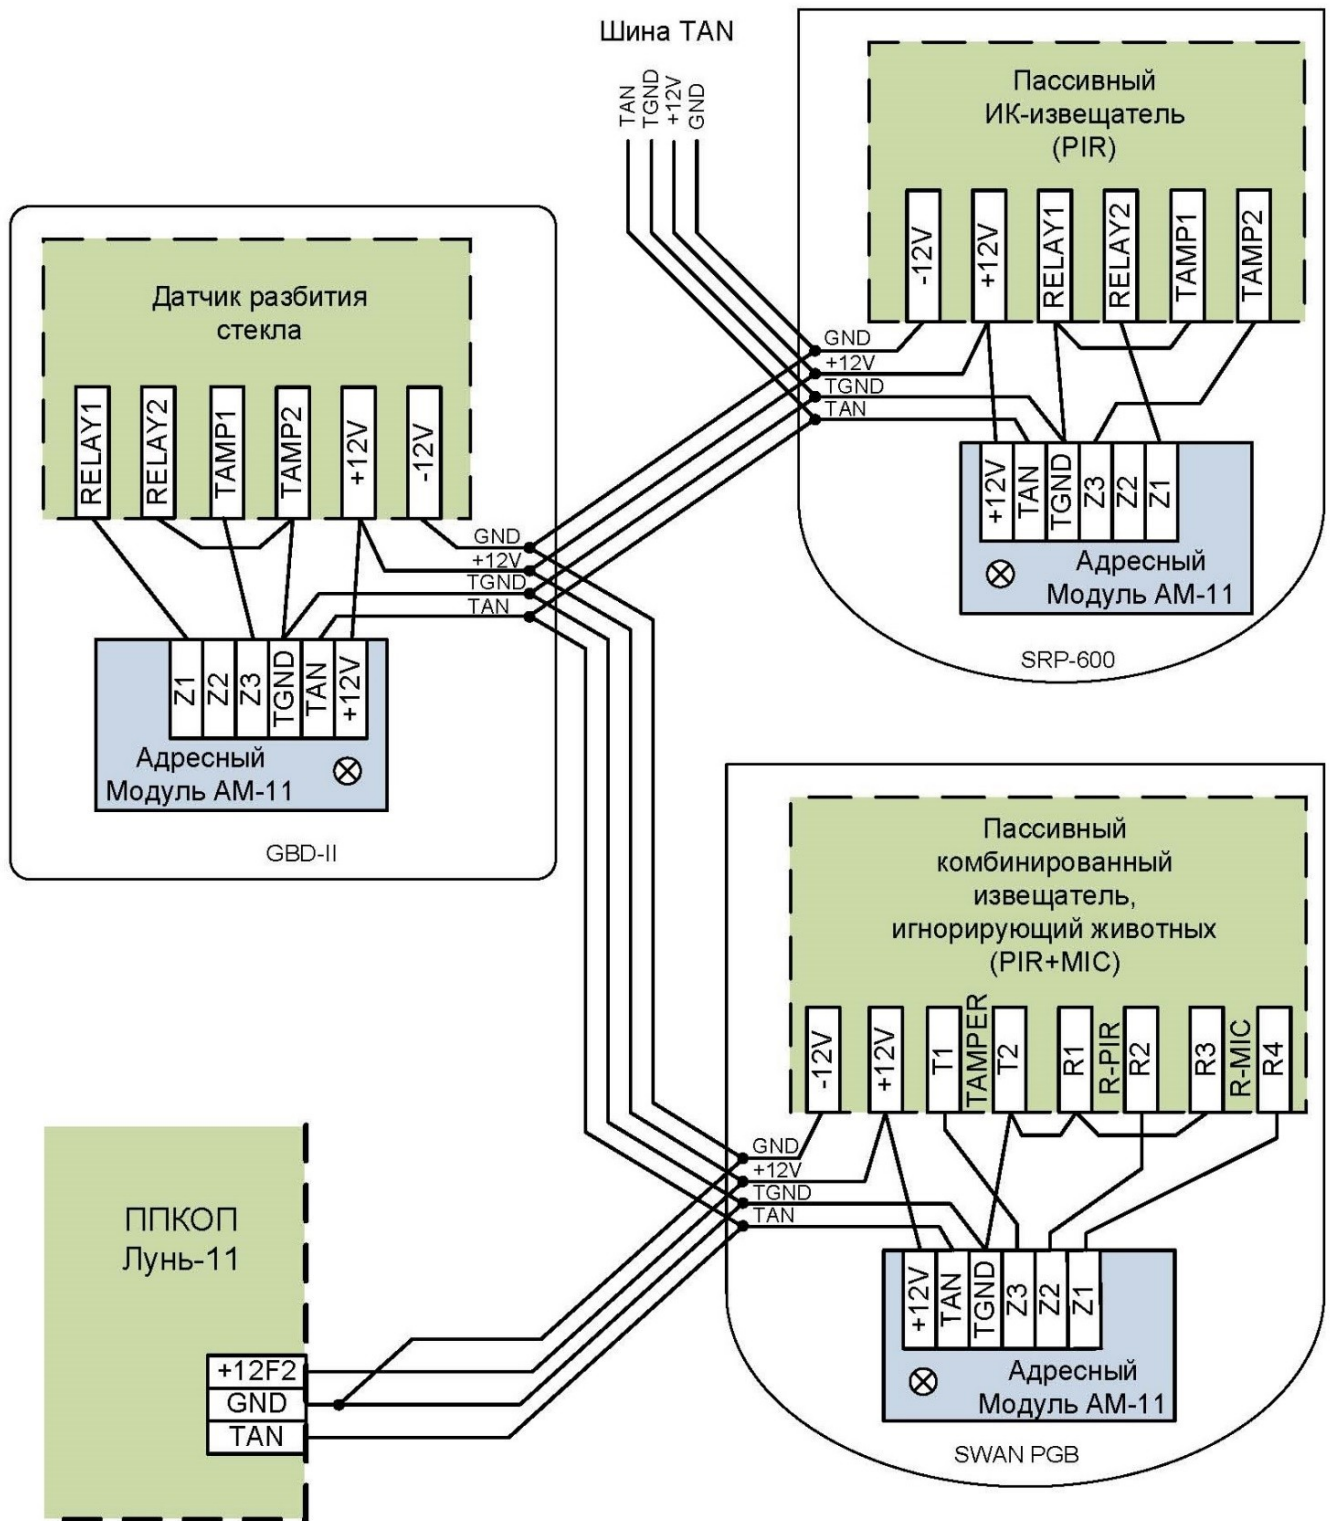 Шина TAN
TAN
TGND
+12V
GND
Пассивный
ИК-извещатель
(PIR)
-12V
+12V
RELAY1
RELAY2
TAMP1
TAMP2
GND
+12V
TGND
TAN
+12V
TAN
TGND
Z3
Z2
Z1
Адресный
Модуль АМ-11
SRP-600
Датчик разбития
стекла
RELAY1
RELAY2
TAMP1
TAMP2
+12V
-12V
GND
+12V
TGND
TAN
Z1
Z2
Z3
TGND
TAN
+12V
Адресный
Модуль АМ-11
GBD-II
Пассивный
комбинированный
извещатель,
игнорирующий животных
(PIR+MIC)
-12V
+12V
T1
TAMPER
T2
R1
R-PIR
R2
R3
R-MIC
R4
GND
+12V
TGND
TAN
+12V
TAN
TGND
Z3
Z2
Z1
Адресный
Модуль АМ-11
SWAN PGB
ППКОП
Лунь-11
+12F2
GND
TAN